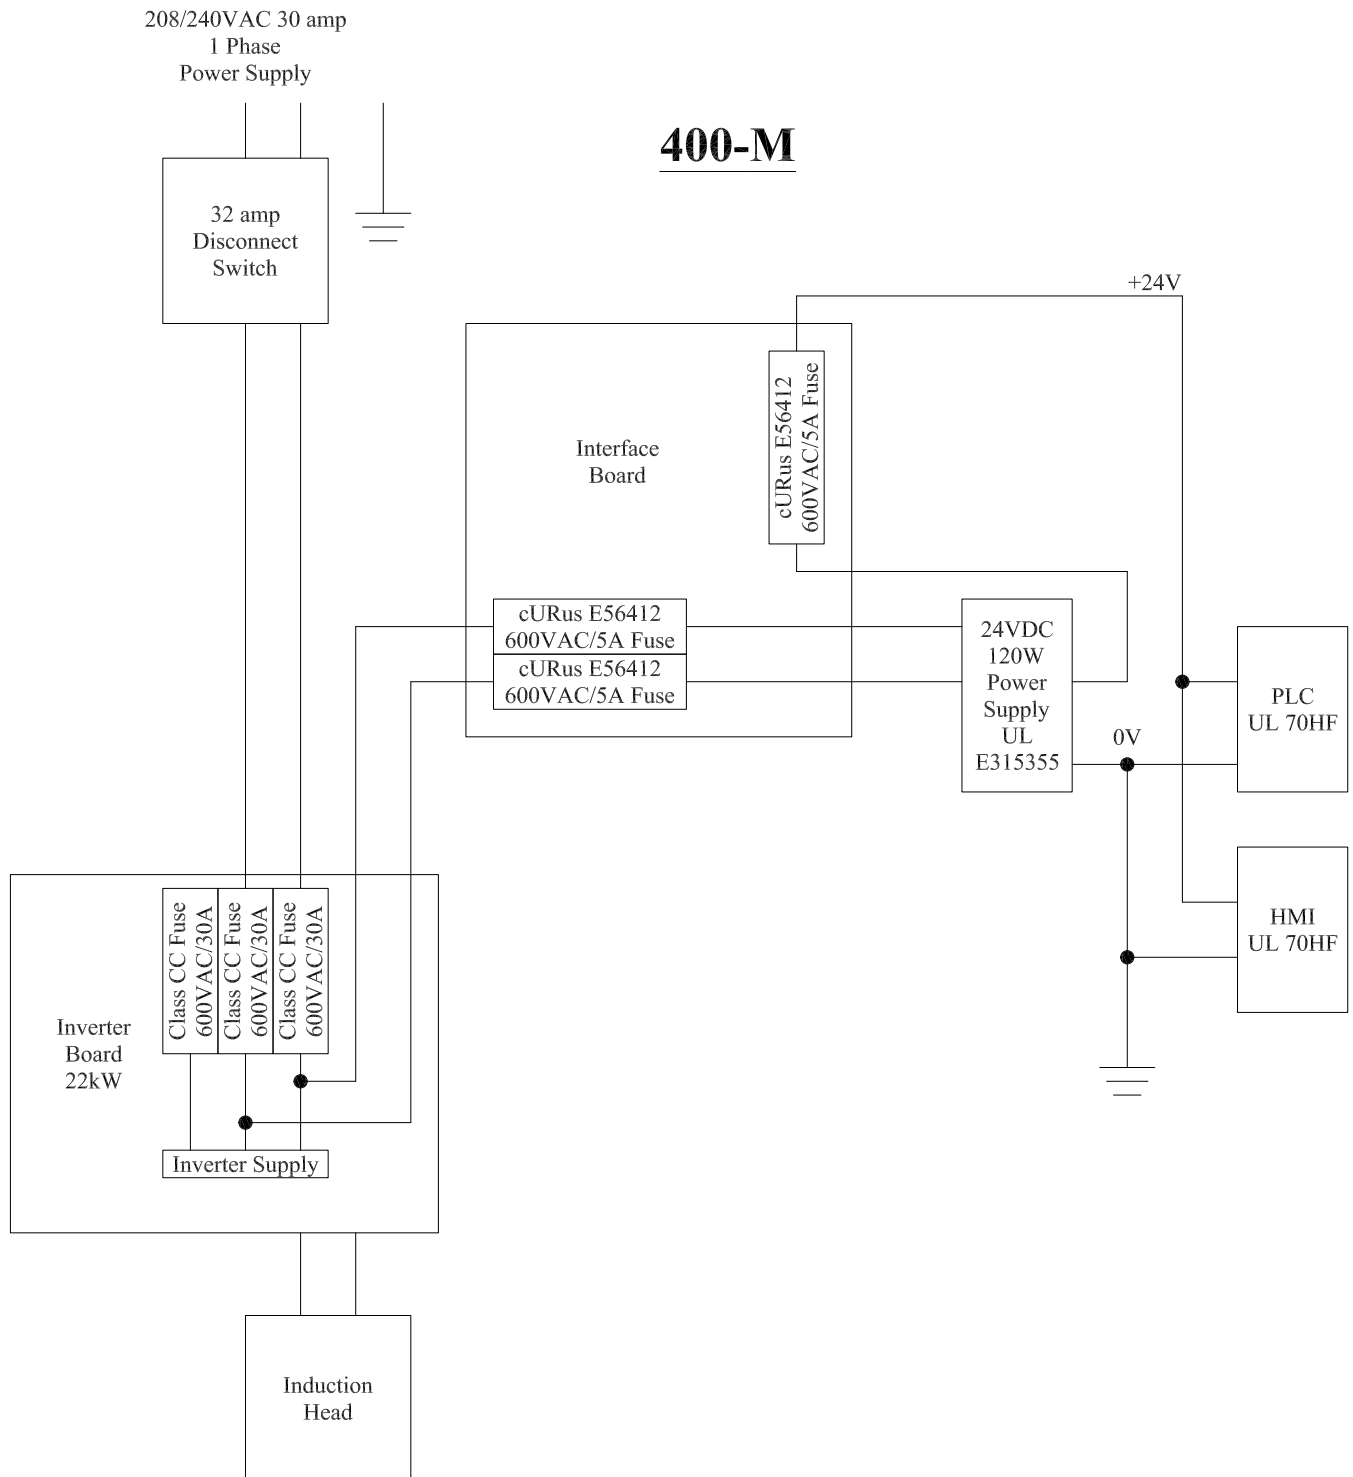 208/240VAC 30 amp
1 Phase
Power Supply
400-M
32 amp
Disconnect
Switch
+24V
cURus E56412
600VAC/5A Fuse
Interface
Board
cURus E56412
600VAC/5A Fuse
cURus E56412
600VAC/5A Fuse
24VDC
120W
Power
Supply
UL
E315355
0V
PLC
UL 70HF
HMI
UL 70HF
Class CC Fuse
600VAC/30A
Class CC Fuse
600VAC/30A
Class CC Fuse
600VAC/30A
Inverter
Board
22kW
Inverter Supply
Induction
Head